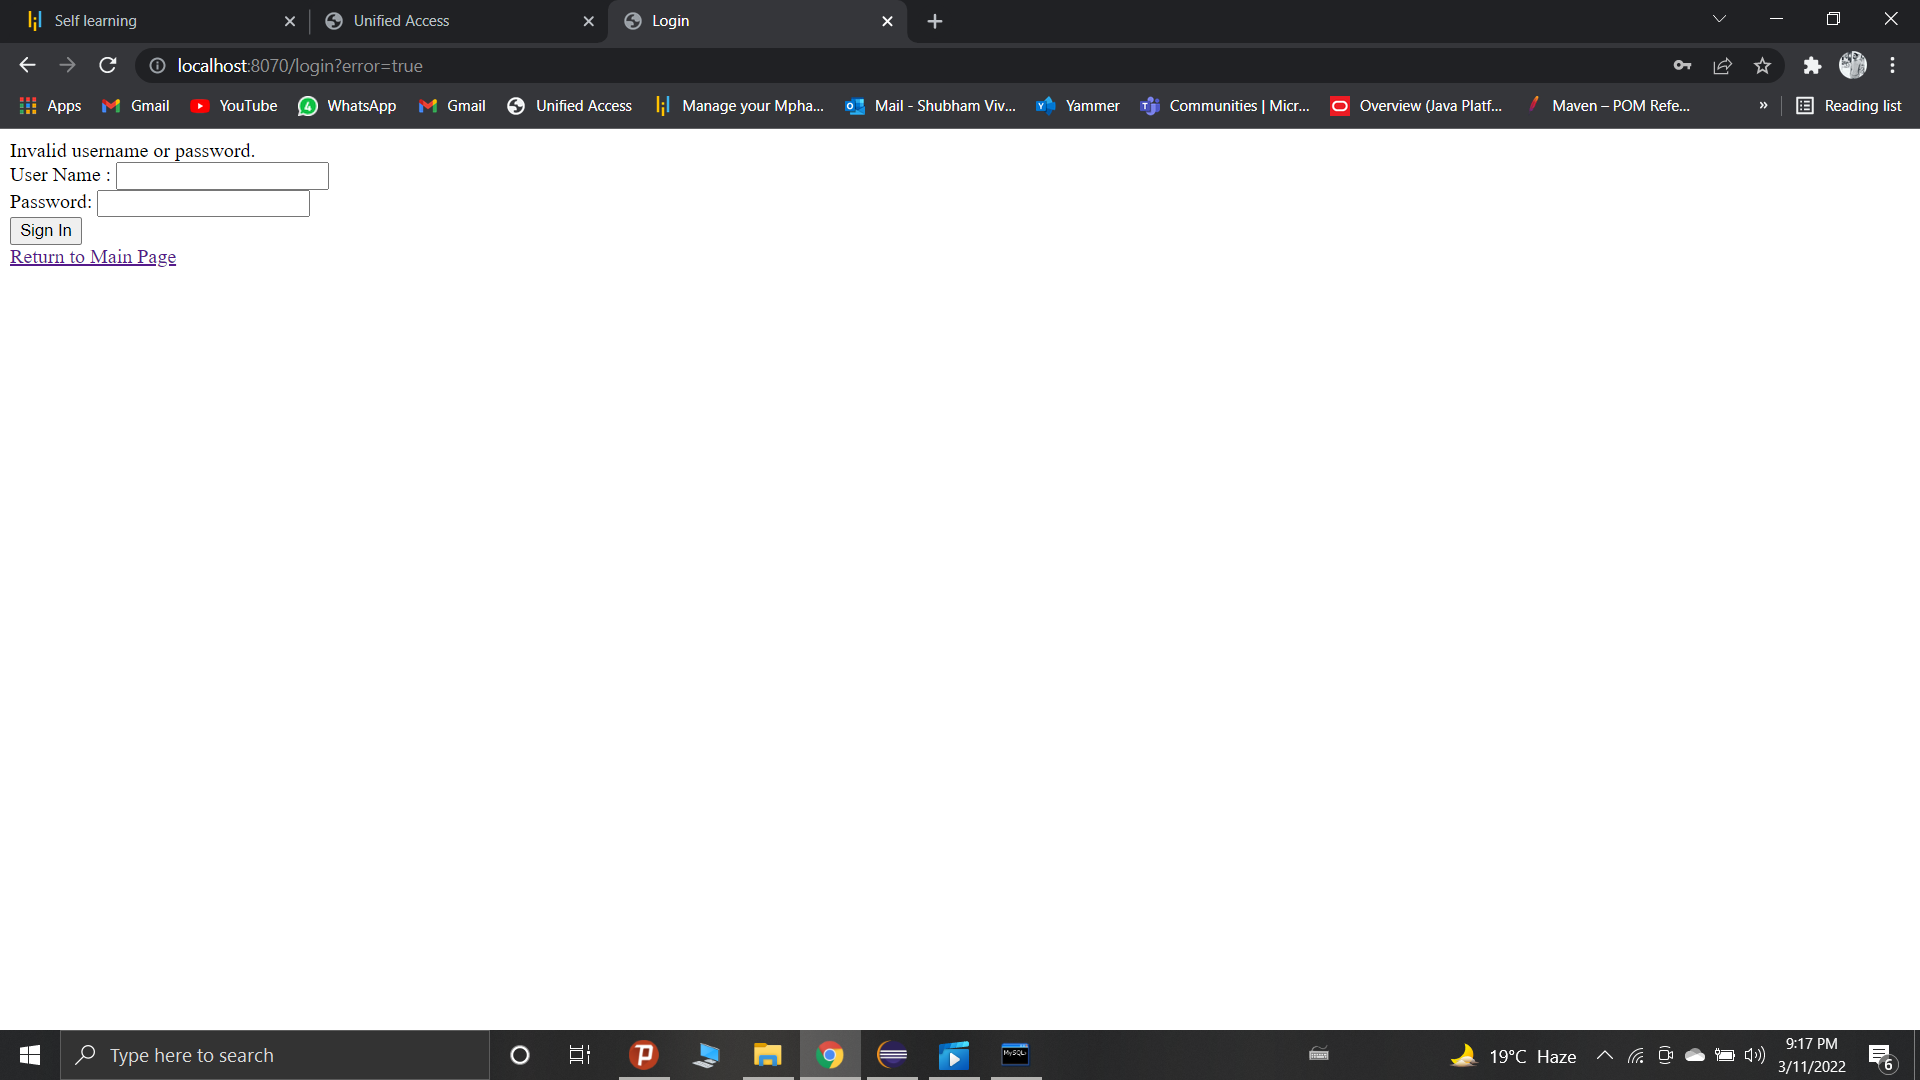 Self learning
Unified Access
Login
localhost:8070/login?error=true
Apps
Gmail
YouTube
4
WhatsApp
Gmail
Unified Access
Manage your Mpha...
Mail - Shubham Viv...
Yammer
Communities | Micr...
Overview (Java Platf...
Maven – POM Refe...
»
Reading list
Invalid username or password.
User Name :
Password:
Sign In
Return to Main Page
Type here to search
MySQL
19°C Haze
9:17 PM
3/11/2022
6